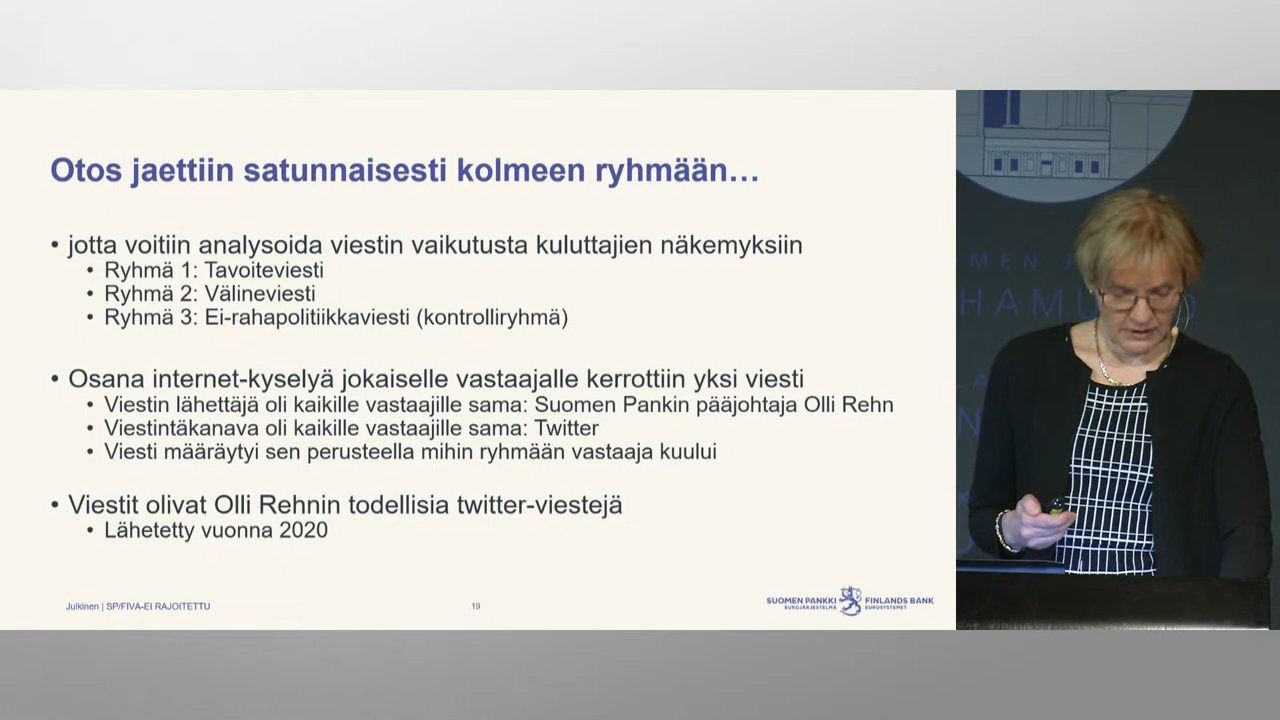 Otos jaettiin satunnaisesti kolmeen ryhmään…
• jotta voitiin analysoida viestin vaikutusta kuluttajien näkemyksiin
• Ryhmä 1: Tavoiteviesti
• Ryhmä 2: Välineviesti
• Ryhmä 3: Ei-rahapolitiikkaviesti (kontrolliryhmä)
• Osana internet-kyselyä jokaiselle vastaajalle kerrottiin yksi viesti
• Viestin lähettäjä oli kaikille vastaajille sama: Suomen Pankin pääjohtaja Olli Rehn
• Viestintäkanava oli kaikille vastaajille sama: Twitter
• Viesti määräytyi sen perusteella mihin ryhmään vastaaja kuului
• Viestit olivat Olli Rehnin todellisia twitter-viestejä
• Lähetetty vuonna 2020
Julkinen | SP/FIVA-EI RAJOITETTU
19
SUOMEN PANKKI FINLANDS BANK
EUROJÄRJESTELMÄ EUROSYSTEMET